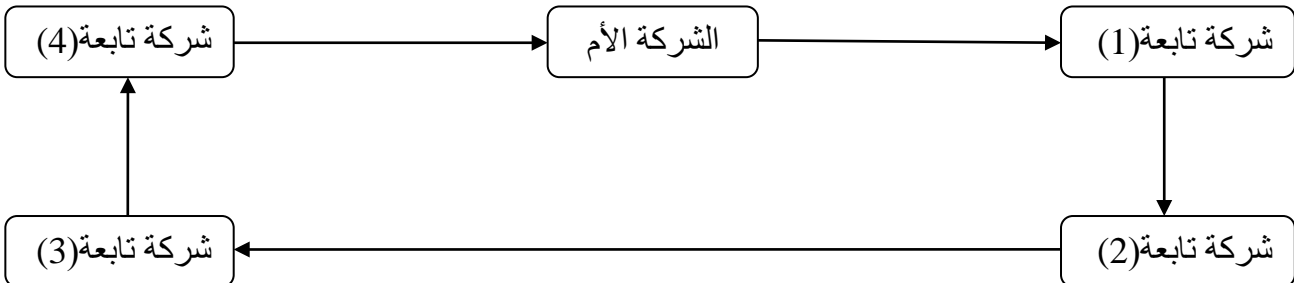 شركة تابعة(1)
الشركة الأم
شركة تابعة(4)
شركة تابعة(2)
شركة تابعة(3)